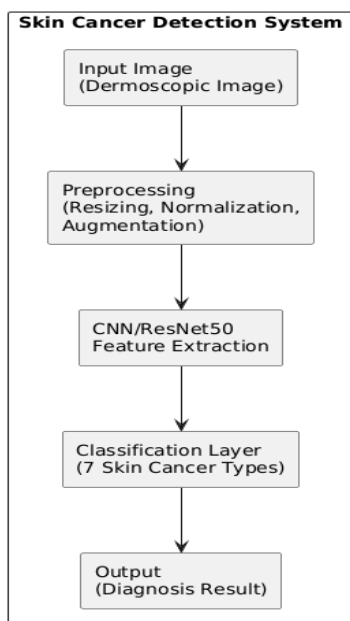 Skin Cancer Detection System
Input Image
(Dermoscopic Image)
Preprocessing
(Resizing, Normalization,
Augmentation)
CNN/ResNet50
Feature Extraction
Classification Layer
(7 Skin Cancer Types)
Output
(Diagnosis Result)